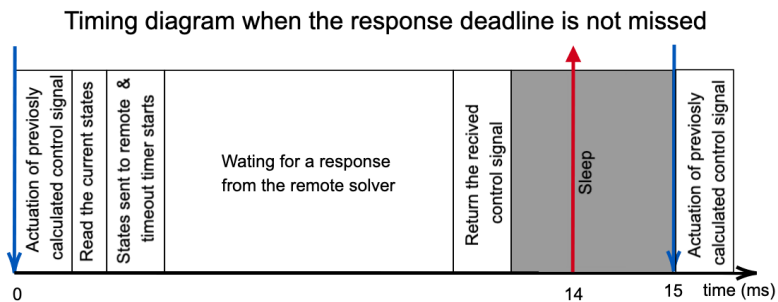 Timing diagram when the response deadline is not missed
Actuation of previosly
calculated control signal
Read the current states
States sent to remote &
timeout timer starts
Wating for a response
from the remote solver
Return the recived
control signal
Sleep
Actuation of previosly
calculated control signal
0
14
15
time (ms)